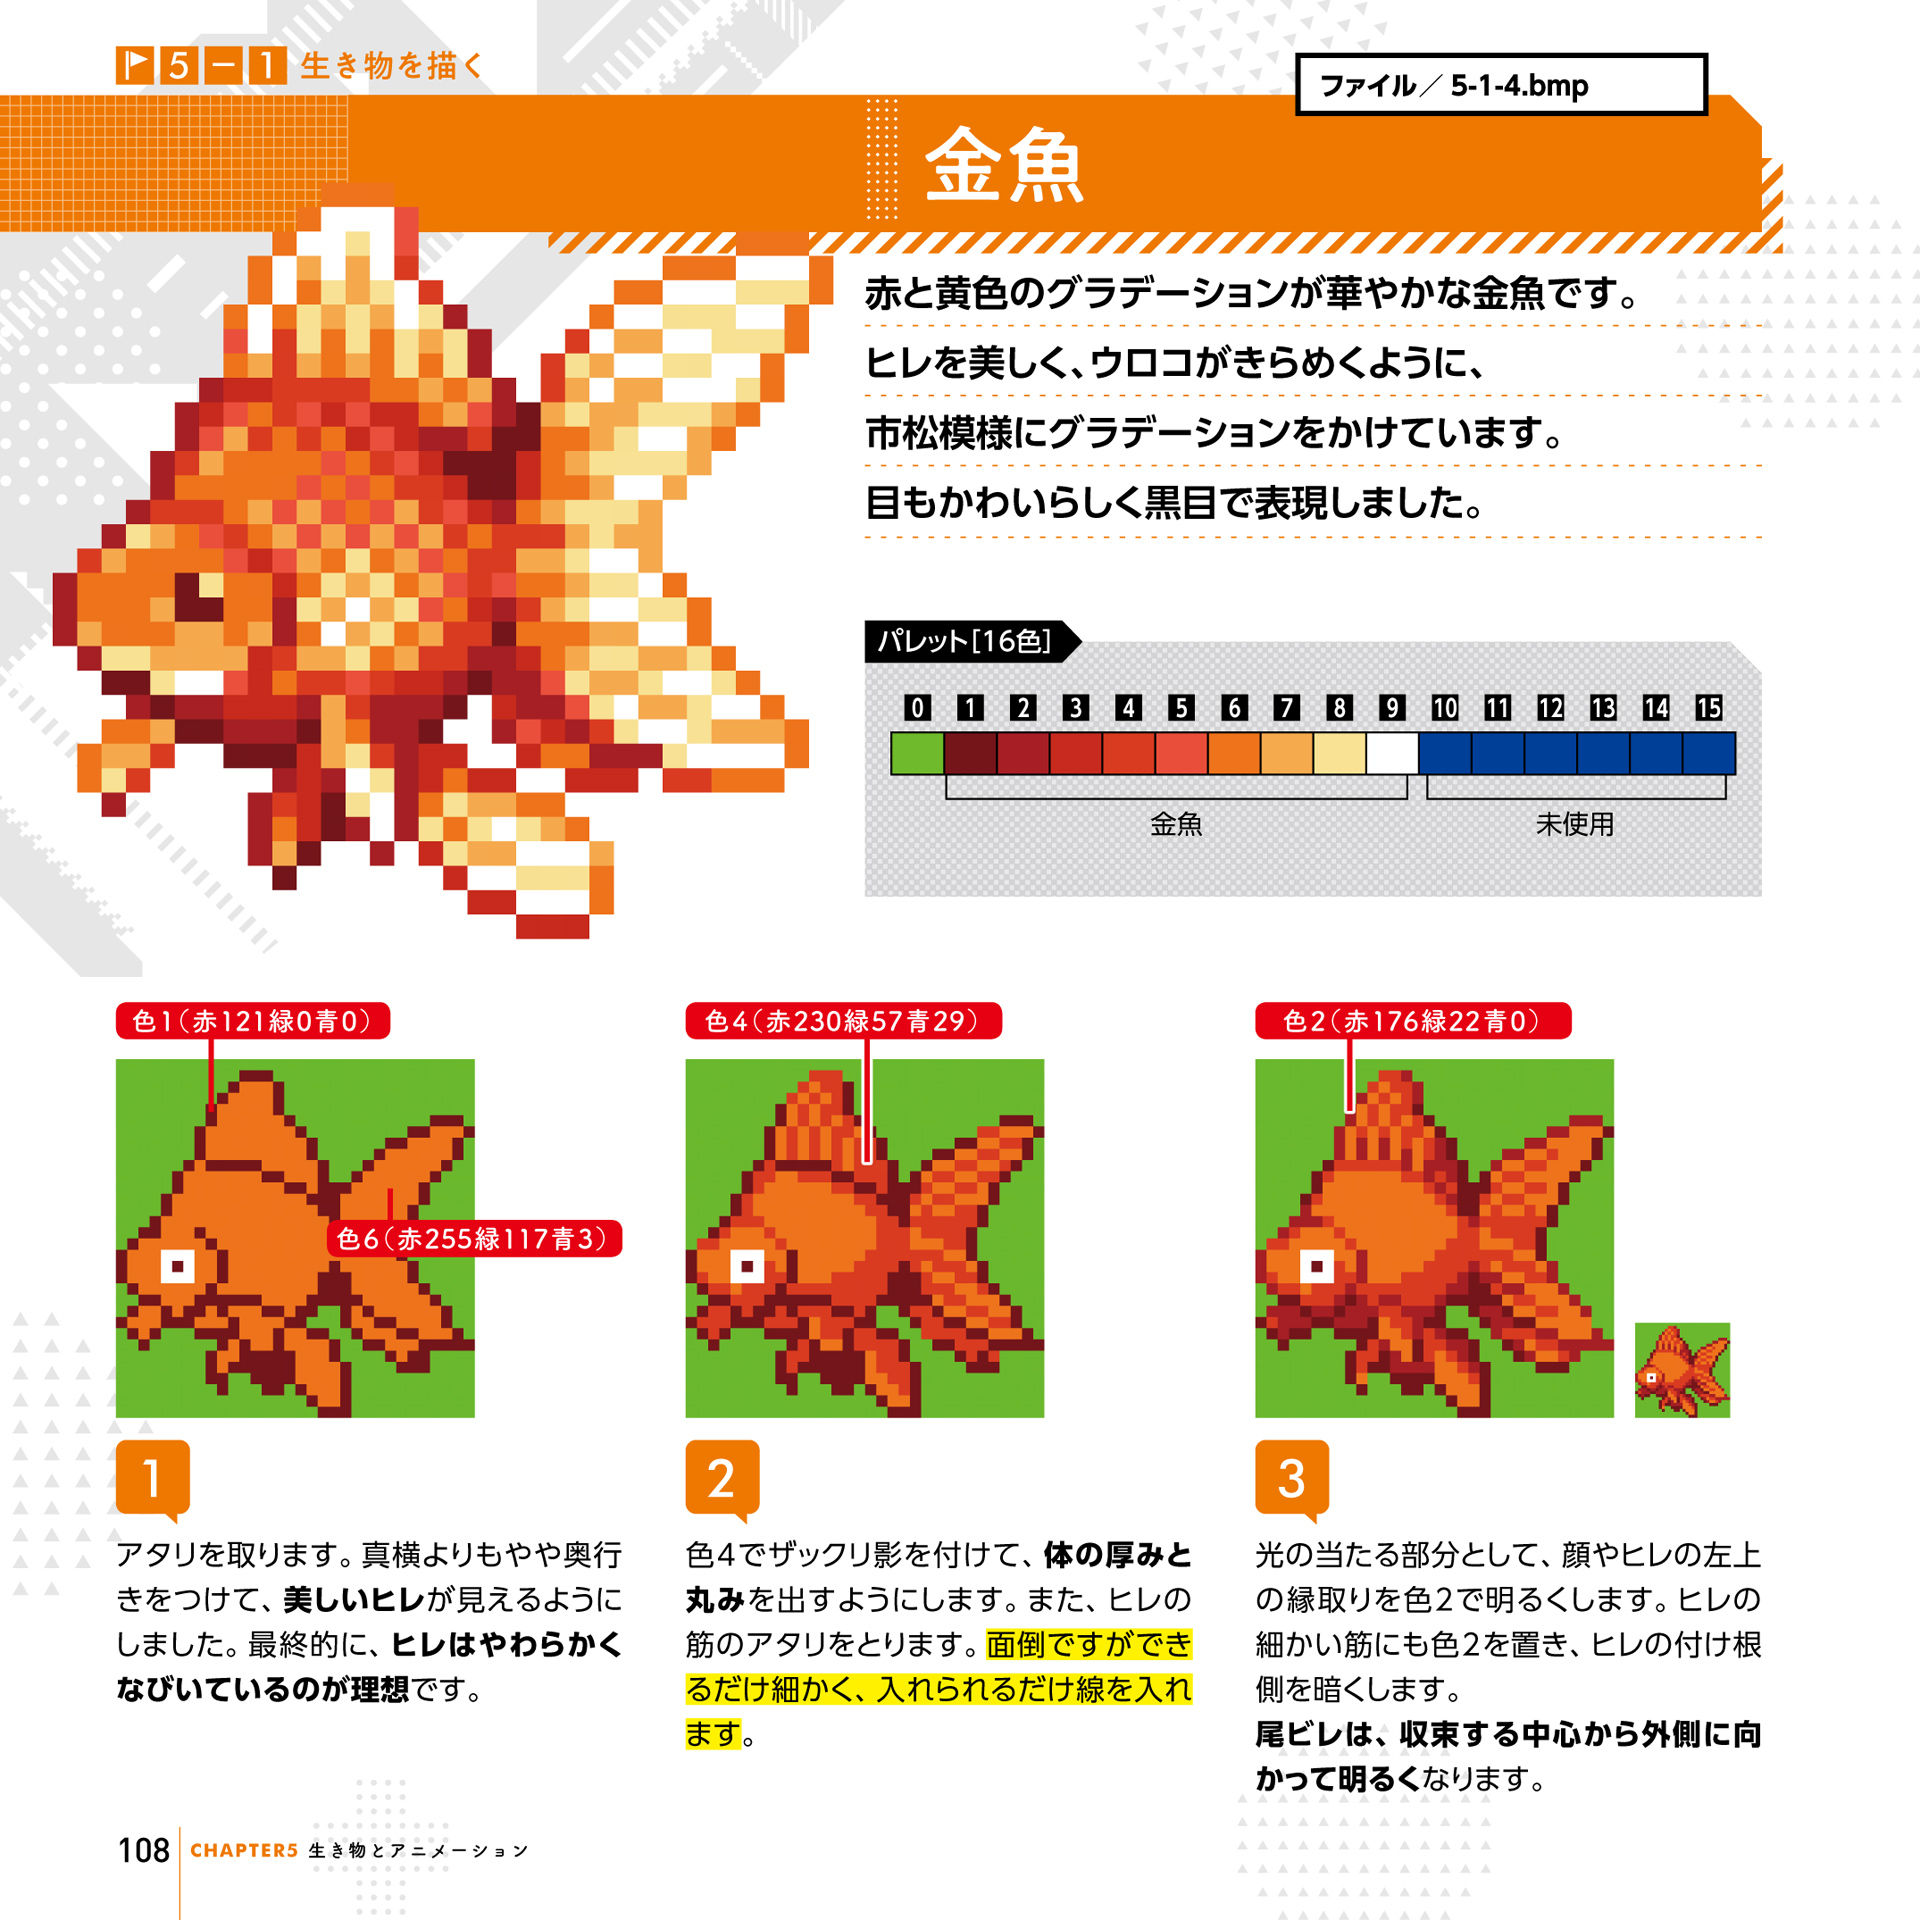 5-1 生き物を描く
ファイル／5-1-4.bmp
金魚
赤と黄色のグラデーションが華やかな金魚です。
ヒレを美しく、ウロコがきらめくように、
市松模様にグラデーションをかけています。
目もかわいらしく黒目で表現しました。
パレット[16色]
0 1 2 3 4 5 6 7 8 9 10 11 12 13 14 15
金魚 未使用
色1（赤121緑0青0）
色6（赤255緑117青3）
1
アタリを取ります。真横よりもやや奥行
きをつけて、美しいヒレが見えるように
しました。最終的に、ヒレはやわらかく
なびいているのが理想です。
色4（赤230緑57青29）
2
色4でザックリ影を付けて、体の厚みと
丸みを出すようにします。また、ヒレの
筋のアタリをとります。面倒ですができ
るだけ細かく、入れられるだけ線を入れ
ます。
色2（赤176緑22青0）
3
光の当たる部分として、顔やヒレの左上
の縁取りを色2で明るくします。ヒレの
細かい筋にも色2を置き、ヒレの付け根
側を暗くします。
尾ビレは、収束する中心から外側に向
かって明るくなります。
108 CHAPTER5 生き物とアニメーション